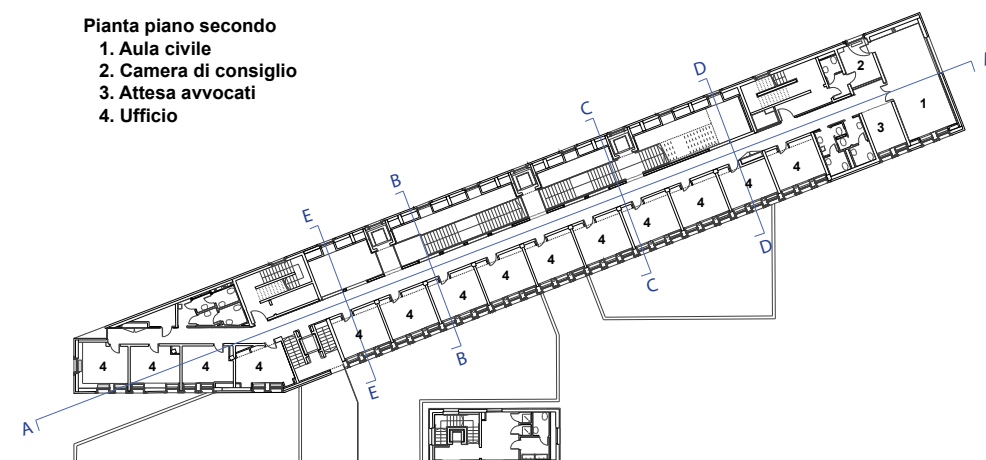 Pianta piano secondo
1. Aula civile
2. Camera di consiglio
3. Attesa avvocati
4. Ufficio
D
2
1
C
3
B
4
4
E
4
4
4
D
4
4
C
4
4
4
B
4
4
4
4
4
E
A